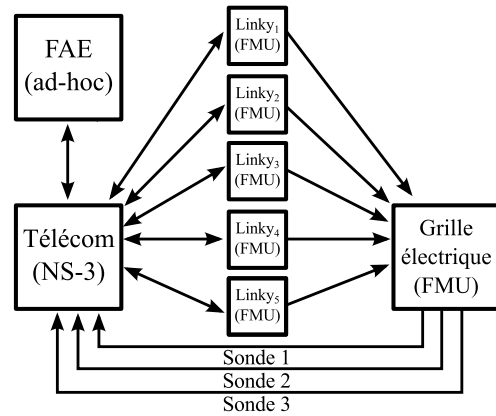 FAE
(ad-hoc)
Linky₁
(FMU)
Linky₂
(FMU)
Linky₃
(FMU)
Linky₄
(FMU)
Linky₅
(FMU)
Télécom
(NS-3)
Grille
électrique
(FMU)
Sonde 1
Sonde 2
Sonde 3